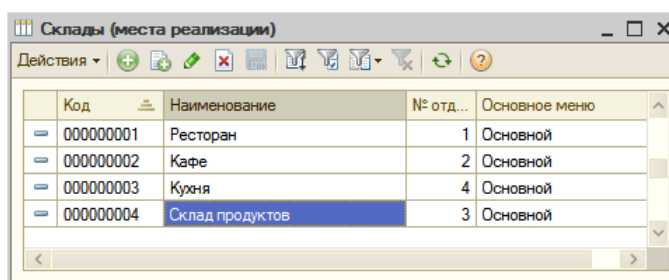 Склады (места реализации)
Действия
Код Наименование № отд... Основное меню
000000001 Ресторан 1 Основной
000000002 Кафе 2 Основной
000000003 Кухня 4 Основной
000000004 Склад продуктов 3 Основной